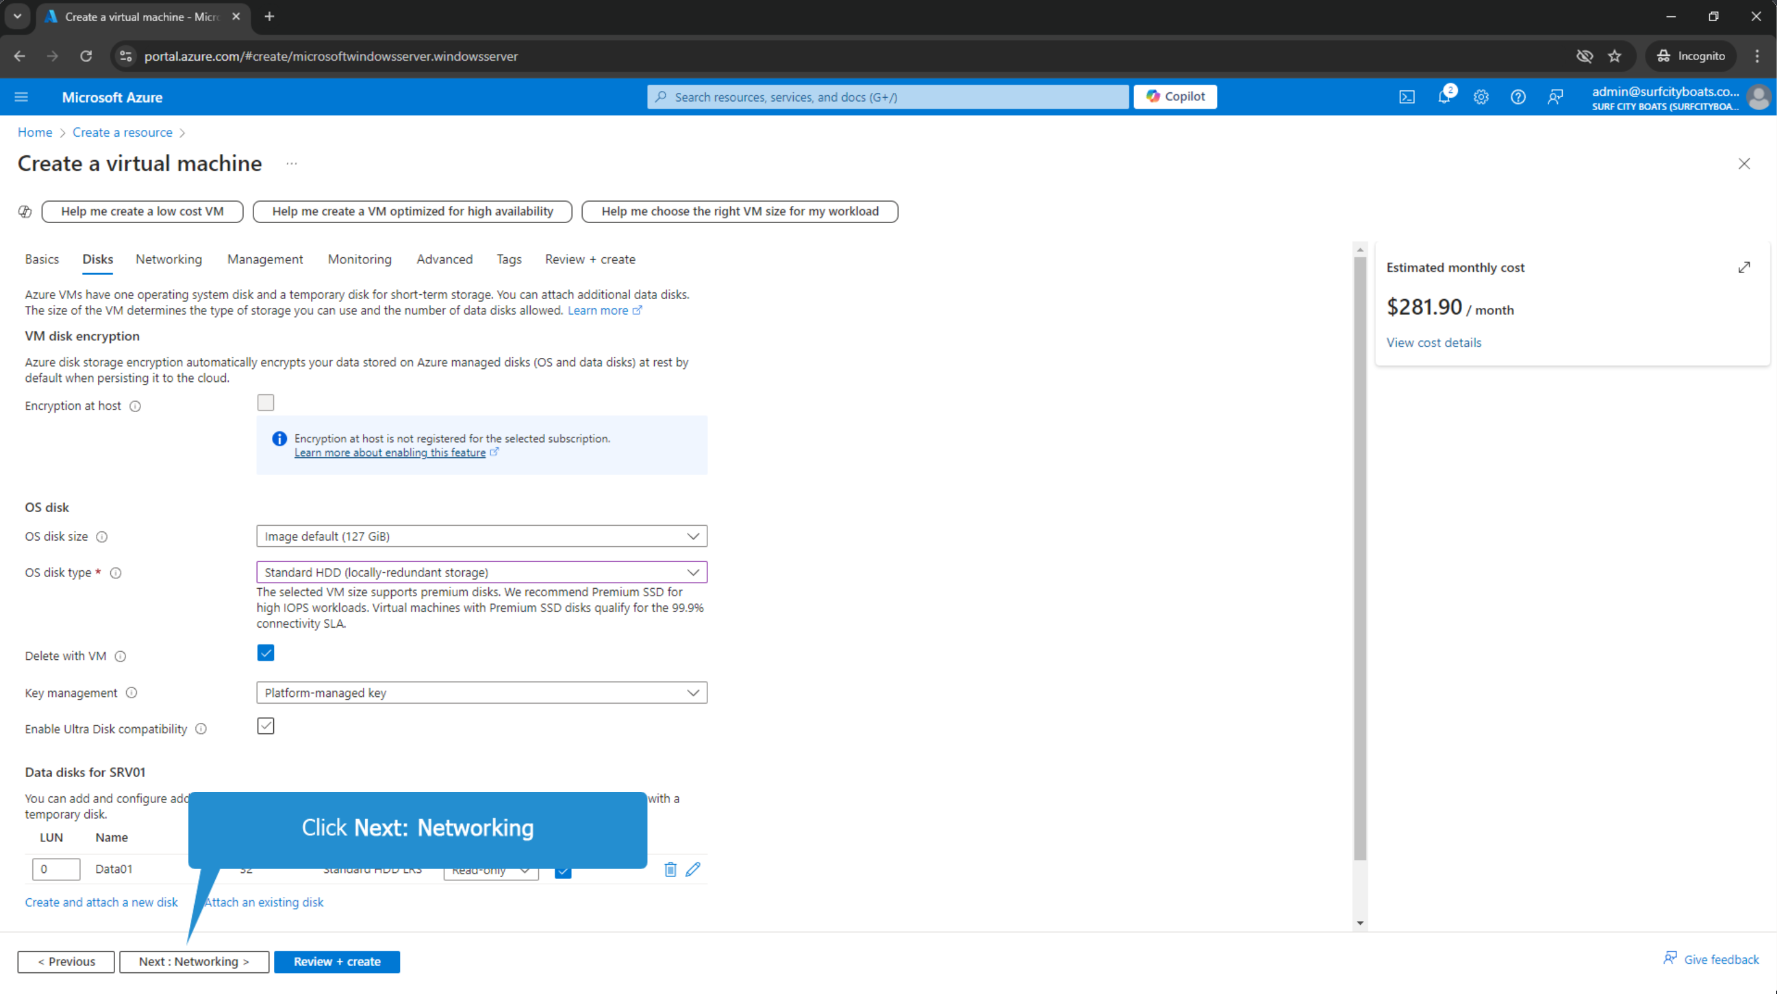 Create a virtual machine - Micr
portal.azure.com/#create/microsoftwindowsserver.windowsserver
Incognito
Microsoft Azure
Search resources, services, and docs (G+/)
Copilot
2
admin@surfcityboats.co...
SURF CITY BOATS (SURFCITYBOA...
Home > Create a resource >
Create a virtual machine ...
Help me create a low cost VM
Help me create a VM optimized for high availability
Help me choose the right VM size for my workload
Basics Disks Networking Management Monitoring Advanced Tags Review + create
Azure VMs have one operating system disk and a temporary disk for short-term storage. You can attach additional data disks.
The size of the VM determines the type of storage you can use and the number of data disks allowed. Learn more
VM disk encryption
Azure disk storage encryption automatically encrypts your data stored on Azure managed disks (OS and data disks) at rest by
default when persisting it to the cloud.
Encryption at host
Encryption at host is not registered for the selected subscription.
Learn more about enabling this feature
OS disk
OS disk size
Image default (127 GiB)
OS disk type *
Standard HDD (locally-redundant storage)
The selected VM size supports premium disks. We recommend Premium SSD for
high IOPS workloads. Virtual machines with Premium SSD disks qualify for the 99.9%
connectivity SLA.
Delete with VM
Key management
Platform-managed key
Enable Ultra Disk compatibility
Data disks for SRV01
You can add and configure add with a
temporary disk.
Click Next: Networking
LUN Name
0 Data01 32 Standard HDD LRS Read-only
Create and attach a new disk Attach an existing disk
< Previous
Next : Networking >
Review + create
Give feedback
Estimated monthly cost
$281.90 / month
View cost details